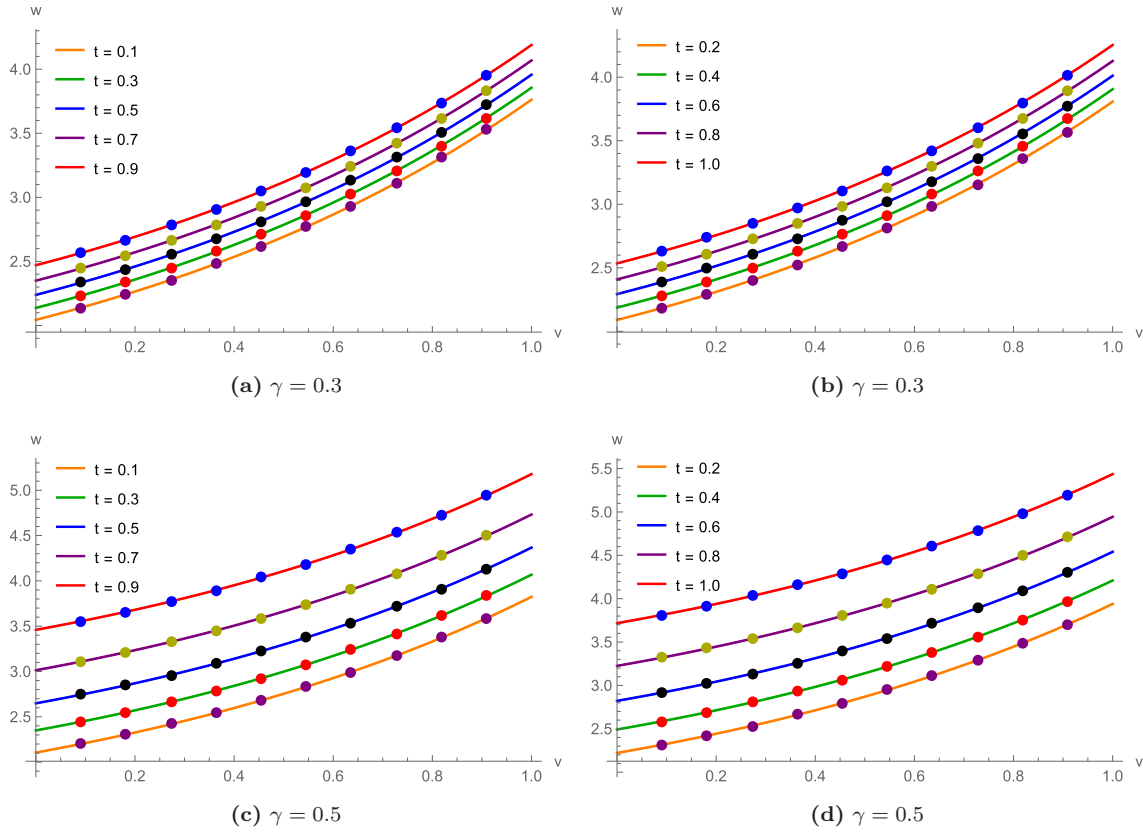 w
t = 0.1
t = 0.3
t = 0.5
t = 0.7
t = 0.9
4.0
3.5
3.0
2.5
0.2 0.4 0.6 0.8 1.0
v
(a) γ = 0.3
w
t = 0.2
t = 0.4
t = 0.6
t = 0.8
t = 1.0
4.0
3.5
3.0
2.5
0.2 0.4 0.6 0.8 1.0
v
(b) γ = 0.3
w
t = 0.1
t = 0.3
t = 0.5
t = 0.7
t = 0.9
5.0
4.5
4.0
3.5
3.0
2.5
0.2 0.4 0.6 0.8 1.0
v
(c) γ = 0.5
w
t = 0.2
t = 0.4
t = 0.6
t = 0.8
t = 1.0
5.5
5.0
4.5
4.0
3.5
3.0
2.5
0.2 0.4 0.6 0.8 1.0
v
(d) γ = 0.5